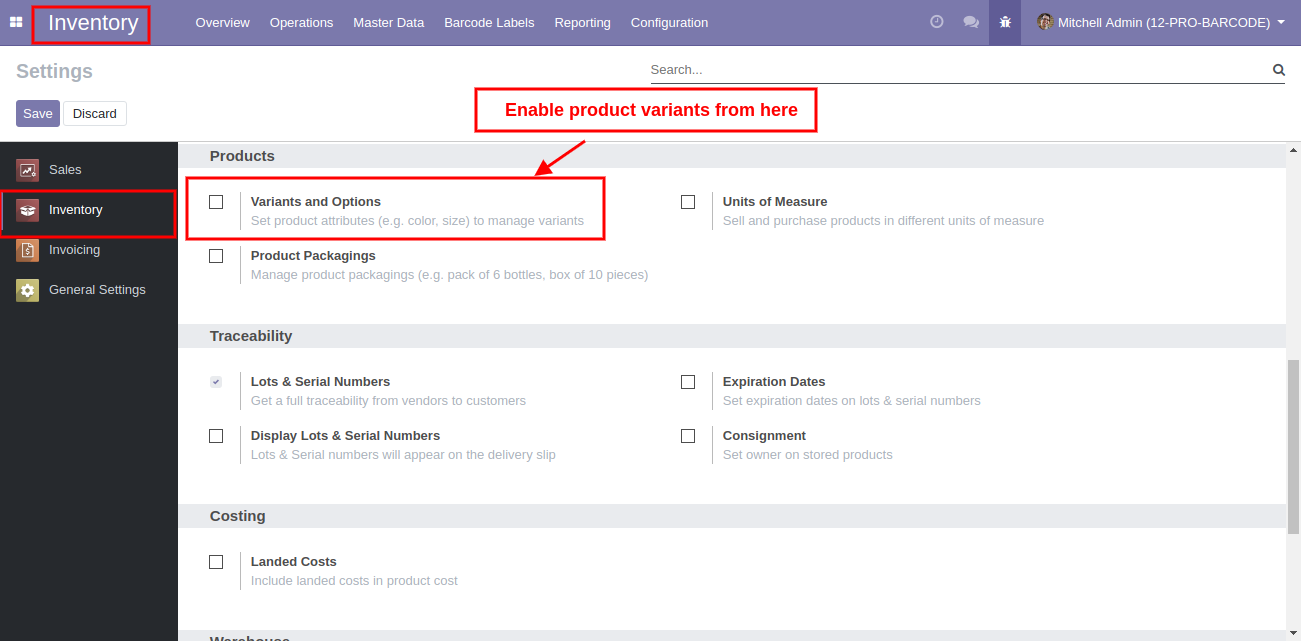 Inventory
Overview Operations Master Data Barcode Labels Reporting Configuration
Mitchell Admin (12-PRO-BARCODE)
Settings
Search...
Save Discard
Enable product variants from here
Sales
Inventory
Invoicing
General Settings
Products
Variants and Options
Set product attributes (e.g. color, size) to manage variants
Units of Measure
Sell and purchase products in different units of measure
Product Packagings
Manage product packagings (e.g. pack of 6 bottles, box of 10 pieces)
Traceability
Lots & Serial Numbers
Get a full traceability from vendors to customers
Expiration Dates
Set expiration dates on lots & serial numbers
Display Lots & Serial Numbers
Lots & Serial numbers will appear on the delivery slip
Consignment
Set owner on stored products
Costing
Landed Costs
Include landed costs in product cost
Warehouse